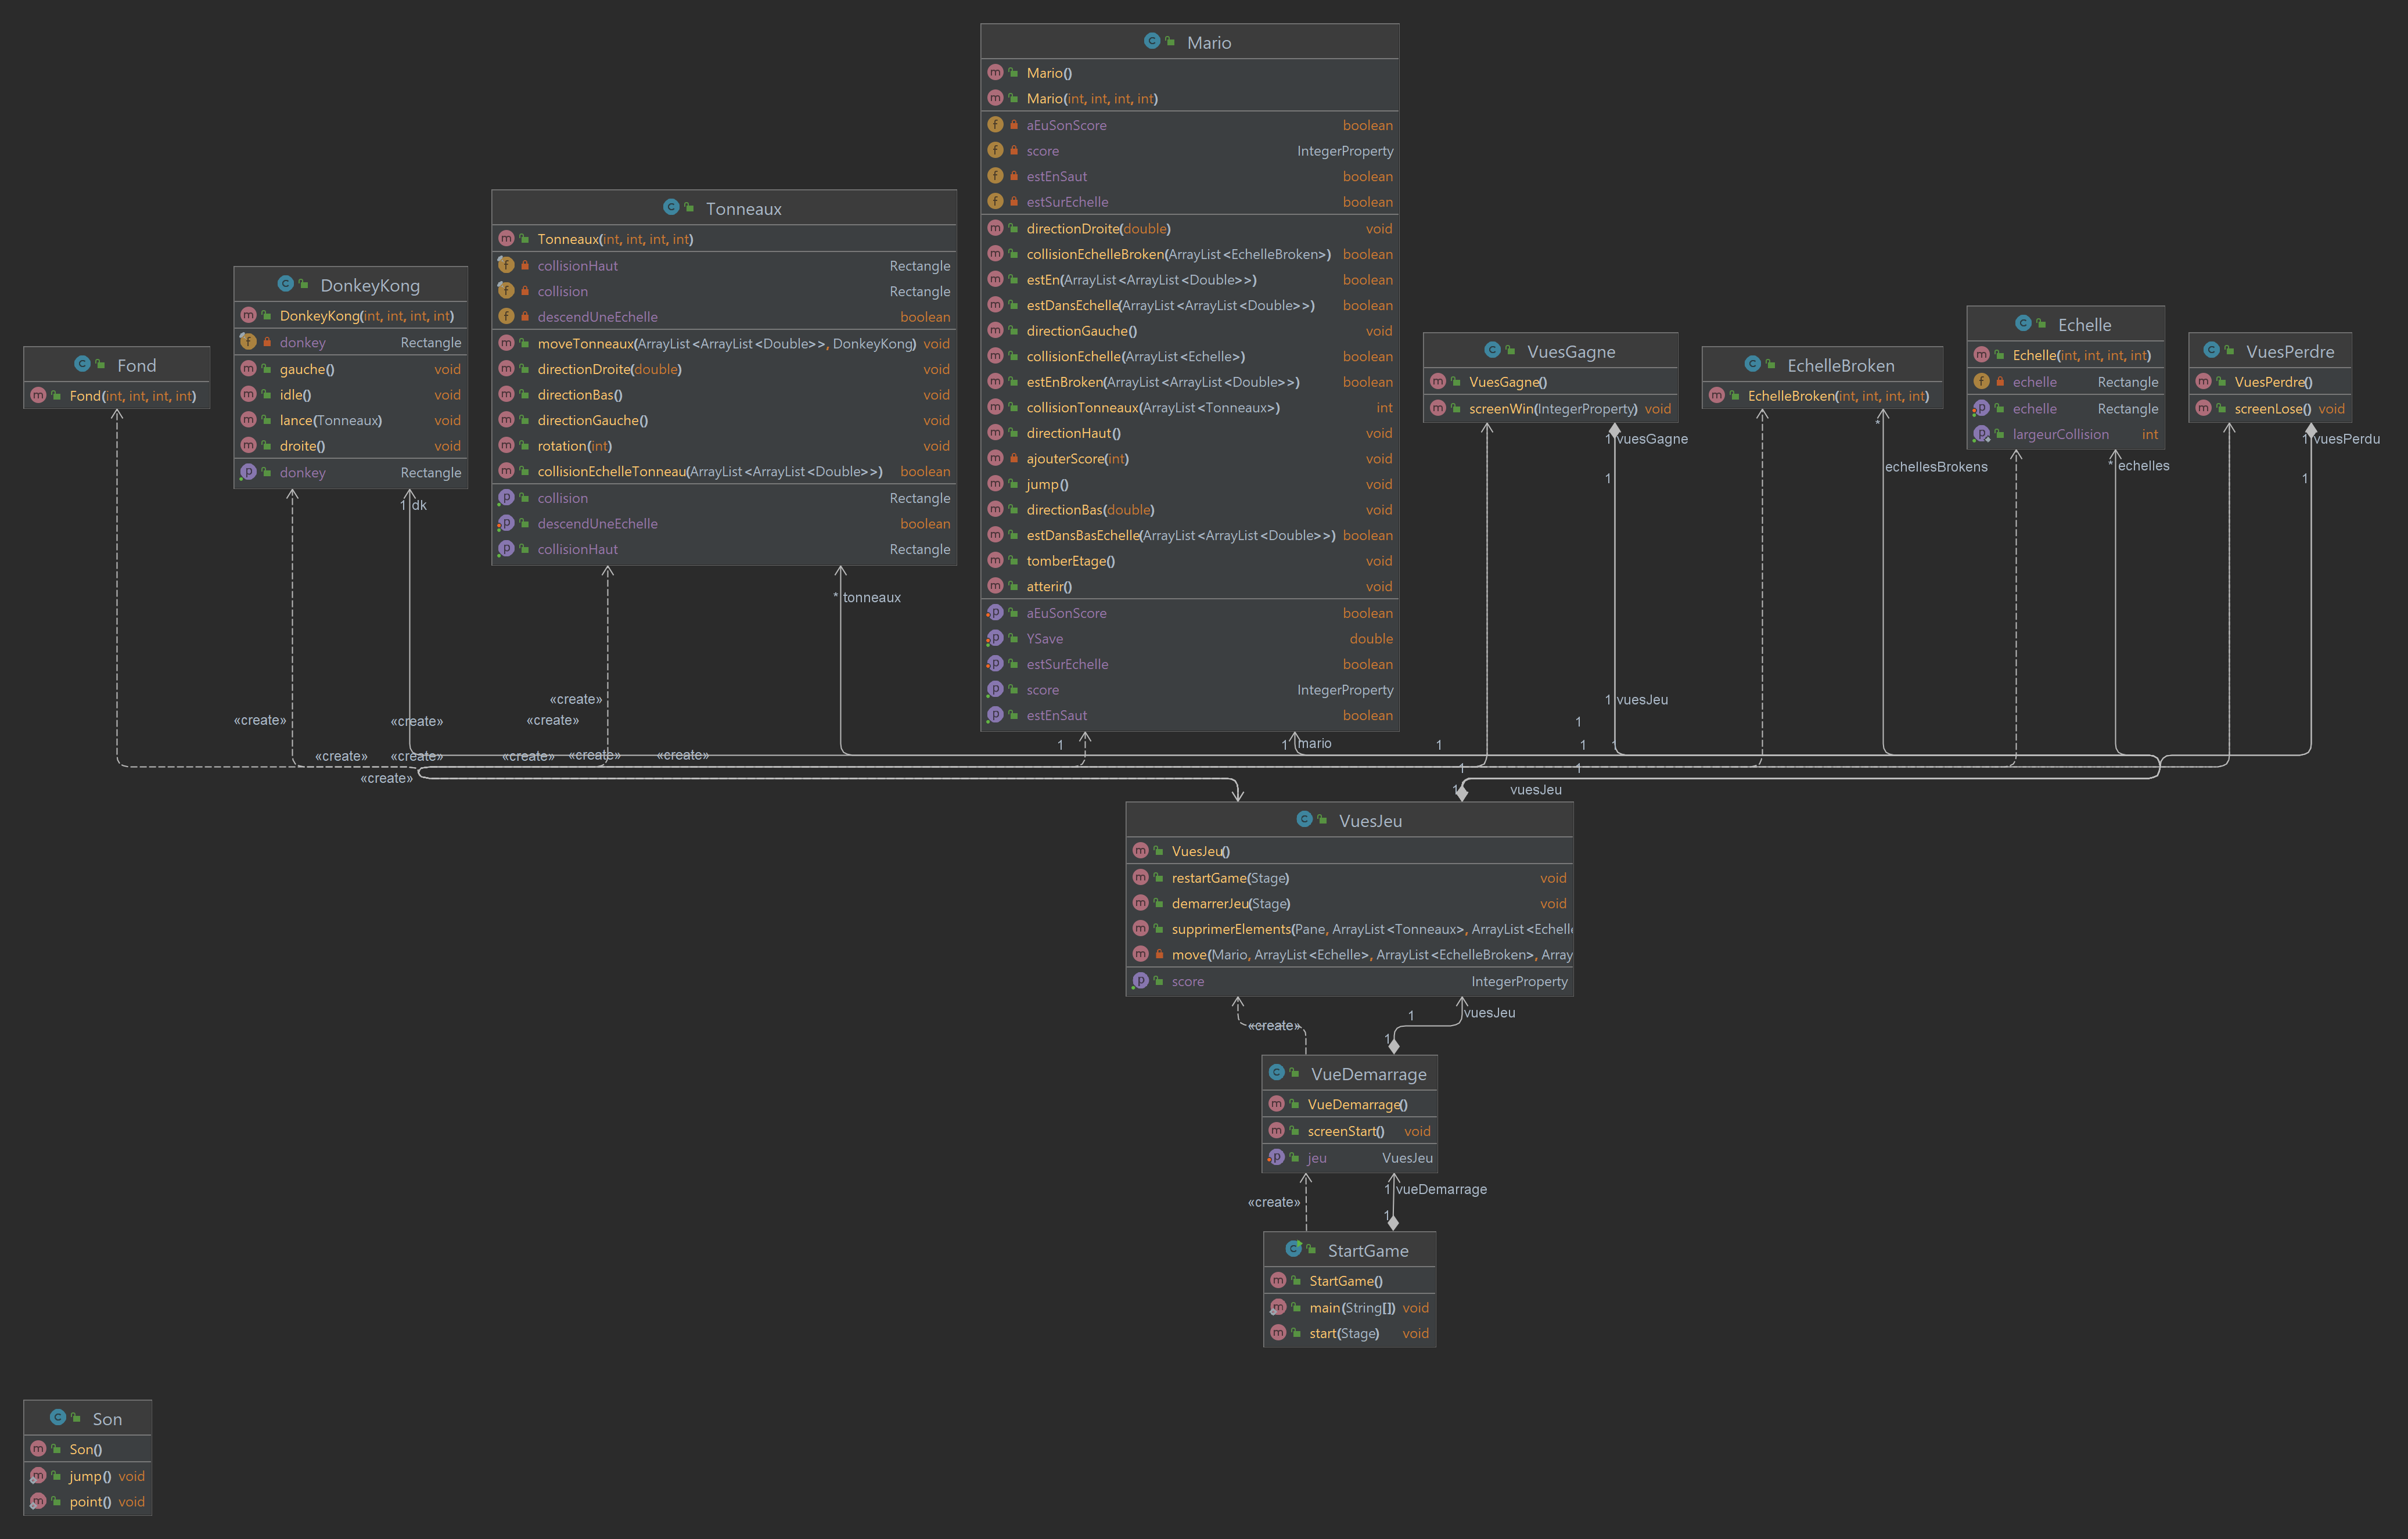 Mario
Mario()
Mario(int, int, int, int)
aEuSonScore boolean
score IntegerProperty
estEnSaut boolean
estSurEchelle boolean
directionDroite(double) void
collisionEchelleBroken(ArrayList<EchelleBroken>) boolean
estEn(ArrayList<ArrayList<Double>>) boolean
estDansEchelle(ArrayList<ArrayList<Double>>) boolean
directionGauche() void
collisionEchelle(ArrayList<Echelle>) boolean
estEnBroken(ArrayList<ArrayList<Double>>) boolean
collisionTonneaux(ArrayList<Tonneaux>) int
directionHaut() void
ajouterScore(int) void
jump() void
directionBas(double) void
estDansBasEchelle(ArrayList<ArrayList<Double>>) boolean
tomberEtage() void
atterir() void
aEuSonScore boolean
YSave double
estSurEchelle boolean
score IntegerProperty
estEnSaut boolean
Tonneaux
Tonneaux(int, int, int, int)
collisionHaut Rectangle
collision Rectangle
descendUneEchelle boolean
moveTonneaux(ArrayList<ArrayList<Double>>, DonkeyKong) void
directionDroite(double) void
directionBas() void
directionGauche() void
rotation(int) void
collisionEchelleTonneau(ArrayList<ArrayList<Double>>) boolean
collision Rectangle
descendUneEchelle boolean
collisionHaut Rectangle
DonkeyKong
DonkeyKong(int, int, int, int)
donkey Rectangle
gauche() void
idle() void
lance(Tonneaux) void
droite() void
donkey Rectangle
Fond
Fond(int, int, int, int)
VuesGagne
VuesGagne()
screenWin(IntegerProperty) void
EchelleBroken
EchelleBroken(int, int, int, int)
Echelle
Echelle(int, int, int, int)
echelle Rectangle
echelle Rectangle
largeurCollision int
VuesPerdre
VuesPerdre()
screenLose() void
1 vuesGagne
1
1 vuesPerdu
1
*
echellesBrokens
* echelles
1 dk
* tonneaux
«create»
«create»
«create»
«create»
1 vuesJeu
1
1 1 mario 1 1 1
«create» «create» «create» «create» «create»
«create»
1 1
1 vuesJeu
VuesJeu
VuesJeu()
restartGame(Stage) void
demarrerJeu(Stage) void
supprimerElements(Pane, ArrayList<Tonneaux>, ArrayList<Echelle
move(Mario, ArrayList<Echelle>, ArrayList<EchelleBroken>, Array
score IntegerProperty
1 vuesJeu
«create»
1
VueDemarrage
VueDemarrage()
screenStart() void
jeu VuesJeu
1 vueDemarrage
«create»
1
StartGame
StartGame()
main(String[]) void
start(Stage) void
Son
Son()
jump() void
point() void